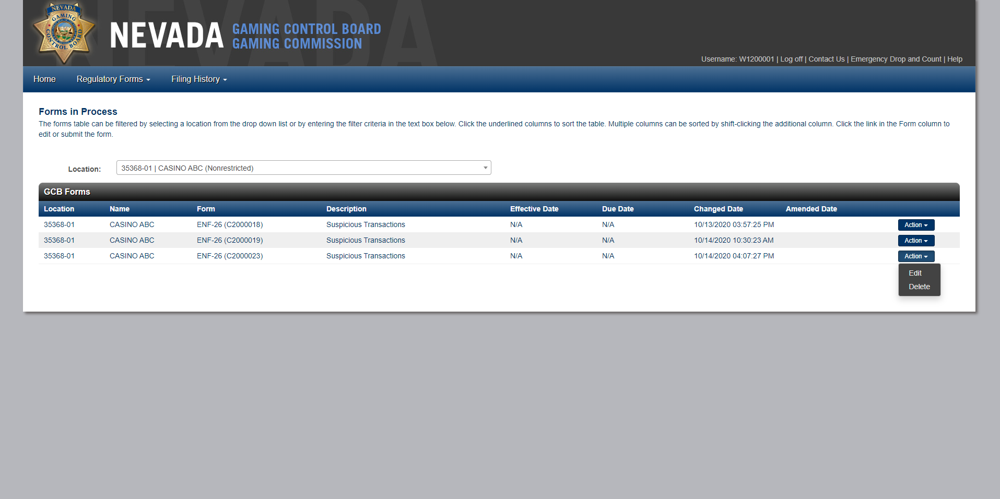 NEVADA
GAMING
CONTROL BOARD
NEVADA
NEVADA
GAMING CONTROL BOARD
GAMING COMMISSION
Username: W1200001 | Log off | Contact Us | Emergency Drop and Count | Help
Home Regulatory Forms Filing History
Forms in Process
The forms table can be filtered by selecting a location from the drop down list or by entering the filter criteria in the text box below. Click the underlined columns to sort the table. Multiple columns can be sorted by shift-clicking the additional column. Click the link in the Form column to
edit or submit the form.
Location: 35368-01 | CASINO ABC (Nonrestricted)
GCB Forms
Location Name Form Description Effective Date Due Date Changed Date Amended Date
35368-01 CASINO ABC ENF-26 (C2000018) Suspicious Transactions N/A N/A 10/13/2020 03:57:25 PM Action
35368-01 CASINO ABC ENF-26 (C2000019) Suspicious Transactions N/A N/A 10/14/2020 10:30:23 AM Action
35368-01 CASINO ABC ENF-26 (C2000023) Suspicious Transactions N/A N/A 10/14/2020 04:07:27 PM Action
Edit
Delete